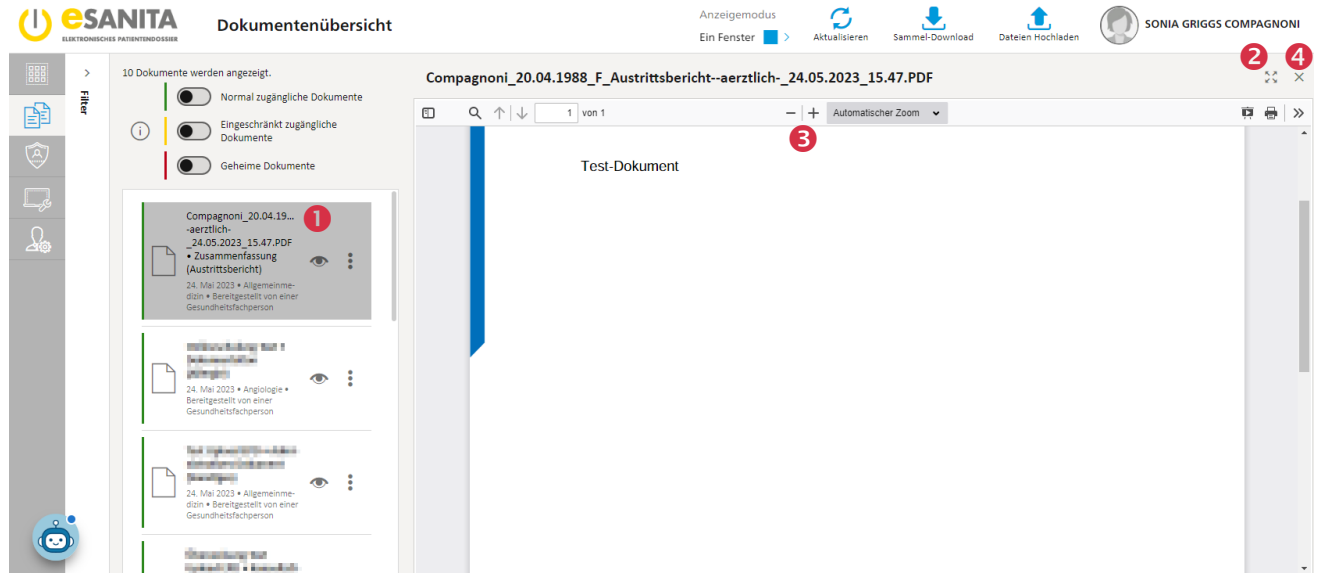 eSANITA
ELEKTRONISCHES PATIENTENDOSSIER
Dokumentenübersicht
Anzeigemodus
Ein Fenster
Aktualisieren
Sammel-Download
Dateien Hochladen
SONIA GRIGGS COMPAGNONI
Filter
10 Dokumente werden angezeigt.
Normal zugängliche Dokumente
Eingeschränkt zugängliche
Dokumente
Geheime Dokumente
1
Compagnoni_20.04.19...
-aerztlich-
_24.05.2023_15.47.PDF
• Zusammenfassung
(Austrittsbericht)
24. Mai 2023 • Allgemeinme-
dizin • Bereitgestellt von einer
Gesundheitsfachperson
24. Mai 2023 • Angiologie •
Bereitgestellt von einer
Gesundheitsfachperson
24. Mai 2023 • Allgemeinme-
dizin • Bereitgestellt von einer
Gesundheitsfachperson
Compagnoni_20.04.1988_F_Austrittsbericht--aerztlich-_24.05.2023_15.47.PDF
2
4
1 von 1
Automatischer Zoom
3
Test-Dokument